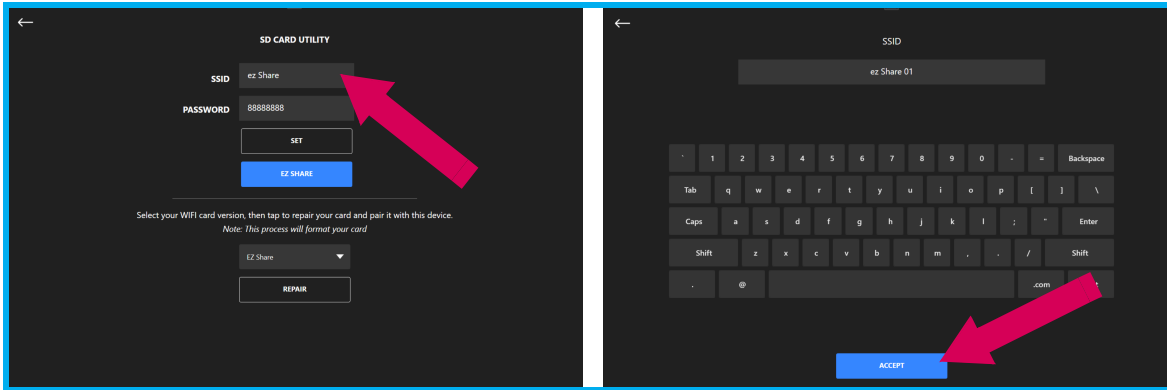 SD CARD UTILITY
SSID ez Share
PASSWORD 88888888
SET
EZ SHARE
Select your WIFI card version, then tap to repair your card and pair it with this device.
Note: This process will format your card
EZ Share
REPAIR
SSID
ez Share 01
` 1 2 3 4 5 6 7 8 9 0 - = Backspace
Tab q w e r t y u i o p [ ] \
Caps a s d f g h j k l ; " Enter
Shift z x c v b n m , . / Shift
. @ .com
ACCEPT